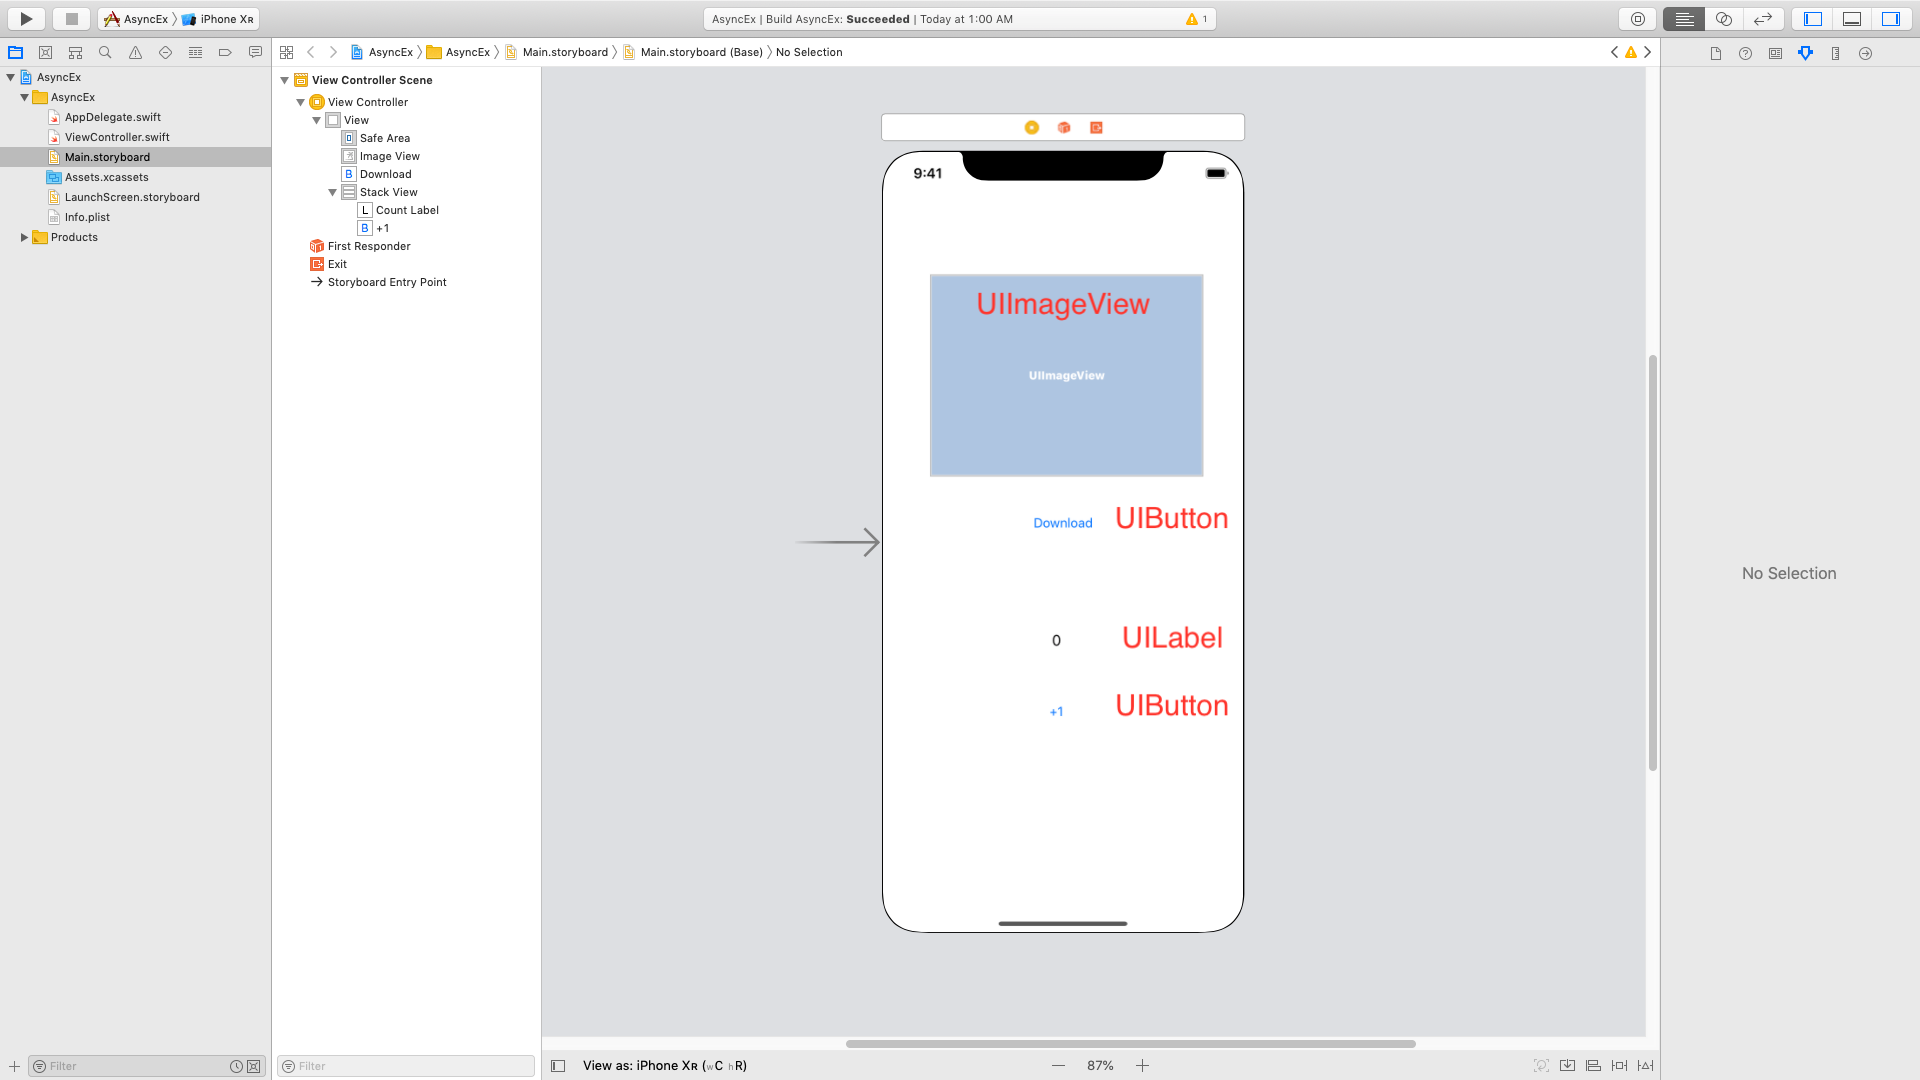 AsyncEx 〉 iPhone XR
AsyncEx | Build AsyncEx: Succeeded | Today at 1:00 AM
1
AsyncEx 〉 AsyncEx 〉 Main.storyboard 〉 Main.storyboard (Base) 〉 No Selection
AsyncEx
AsyncEx
AppDelegate.swift
ViewController.swift
Main.storyboard
Assets.xcassets
LaunchScreen.storyboard
Info.plist
Products
Filter
View Controller Scene
View Controller
View
Safe Area
Image View
B Download
Stack View
L Count Label
B +1
First Responder
Exit
Storyboard Entry Point
Filter
9:41
UIImageView
UIImageView
Download UIButton
0 UILabel
+1 UIButton
View as: iPhone XR (wC hR)
87%
No Selection